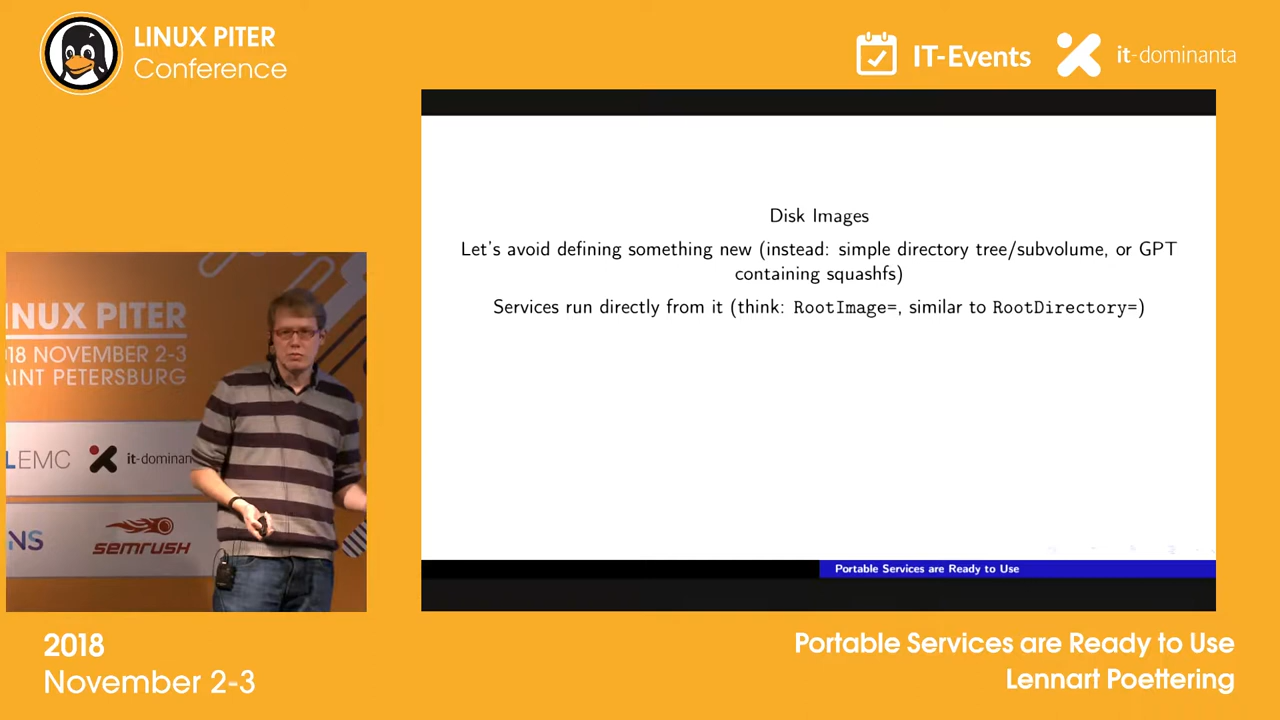 LINUX PITER
Conference
IT-Events
it-dominanta
Disk Images
Let's avoid defining something new (instead: simple directory tree/subvolume, or GPT
containing squashfs)
Services run directly from it (think: RootImage=, similar to RootDirectory=)
Portable Services are Ready to Use
INUX PITER
18 NOVEMBER 2-3
AINT PETERSBURG
LEMC
it-dominan
NS
SEMRUSH
2018
November 2-3
Portable Services are Ready to Use
Lennart Poettering